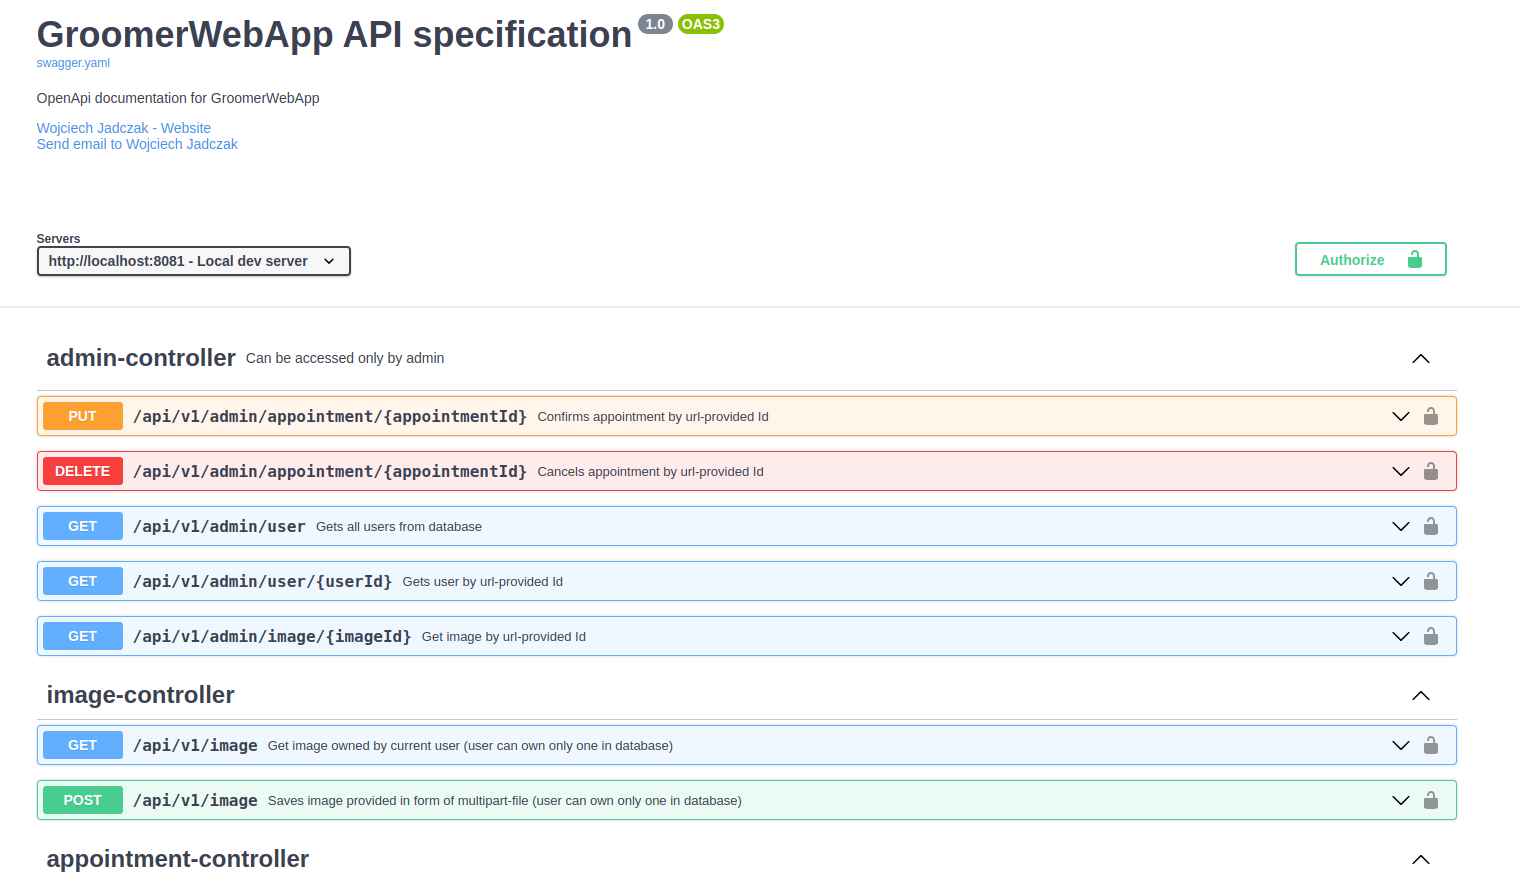 GroomerWebApp API specification 1.0 OAS3
swagger.yaml
OpenApi documentation for GroomerWebApp
Wojciech Jadczak - Website
Send email to Wojciech Jadczak
Servers
http://localhost:8081 - Local dev server
Authorize
admin-controller Can be accessed only by admin
PUT /api/v1/admin/appointment/{appointmentId} Confirms appointment by url-provided Id
DELETE /api/v1/admin/appointment/{appointmentId} Cancels appointment by url-provided Id
GET /api/v1/admin/user Gets all users from database
GET /api/v1/admin/user/{userId} Gets user by url-provided Id
GET /api/v1/admin/image/{imageId} Get image by url-provided Id
image-controller
GET /api/v1/image Get image owned by current user (user can own only one in database)
POST /api/v1/image Saves image provided in form of multipart-file (user can own only one in database)
appointment-controller